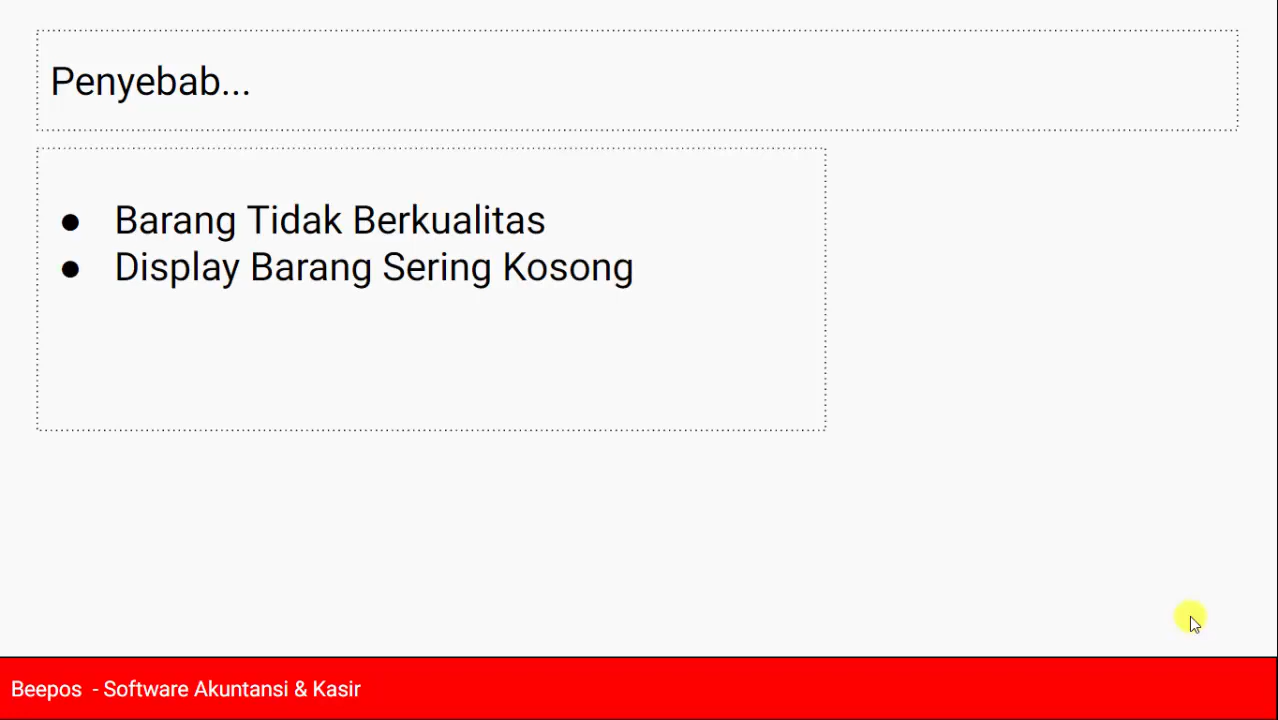 Penyebab...
● Barang Tidak Berkualitas
● Display Barang Sering Kosong
Beepos - Software Akuntansi & Kasir